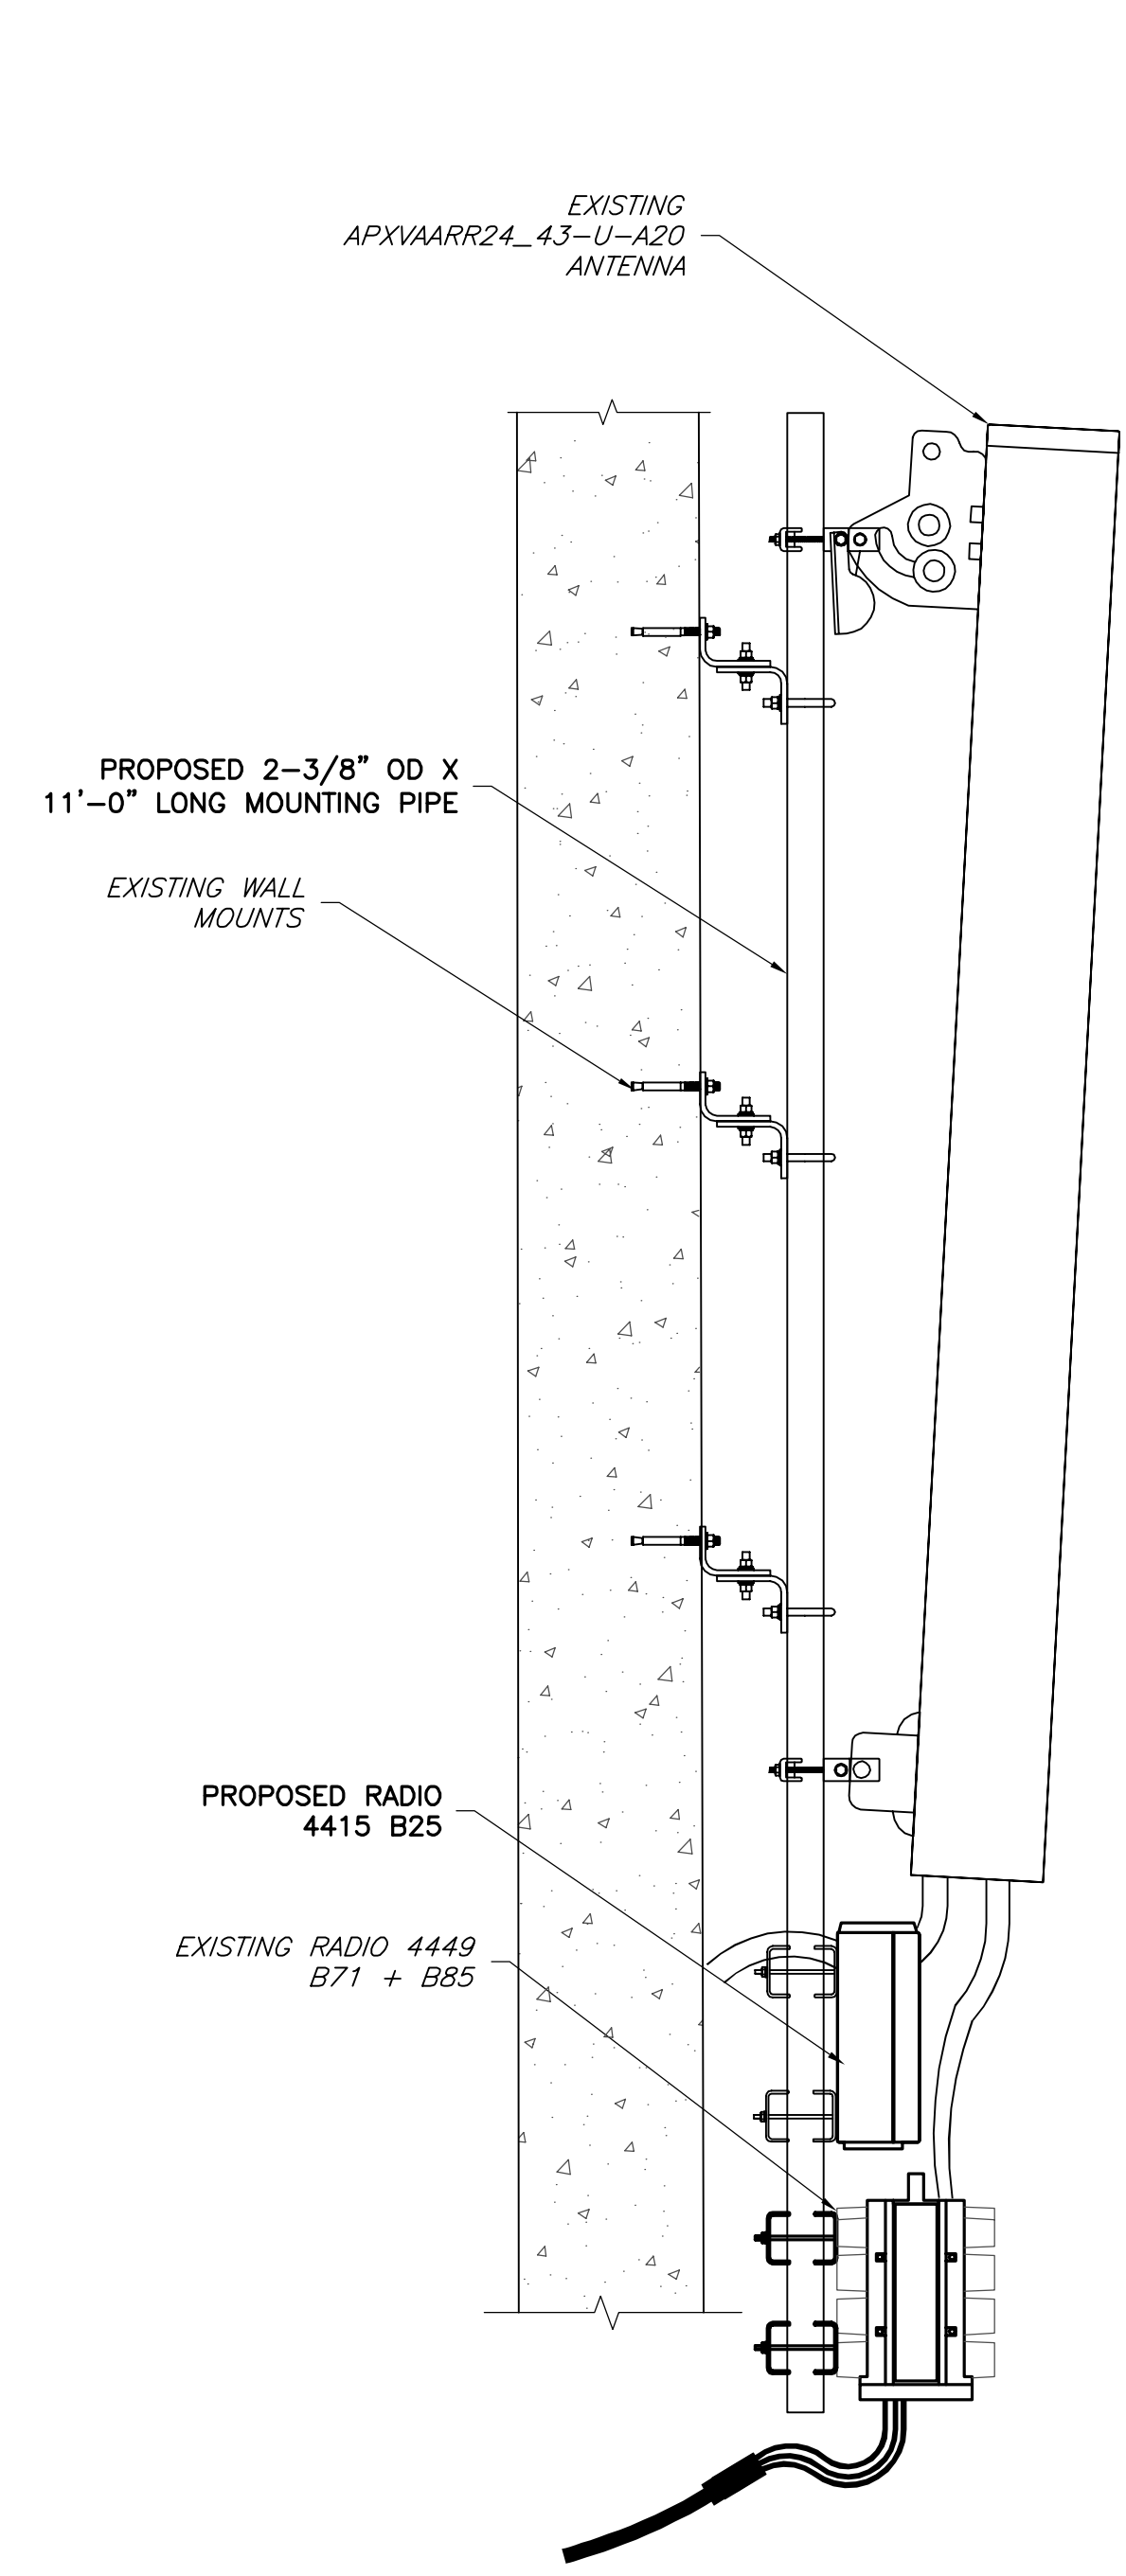 EXISTING
APXVAARR24_43-U-A20
ANTENNA
PROPOSED 2-3/8" OD X
11'-0" LONG MOUNTING PIPE
EXISTING WALL
MOUNTS
PROPOSED RADIO
4415 B25
EXISTING RADIO 4449
B71 + B85